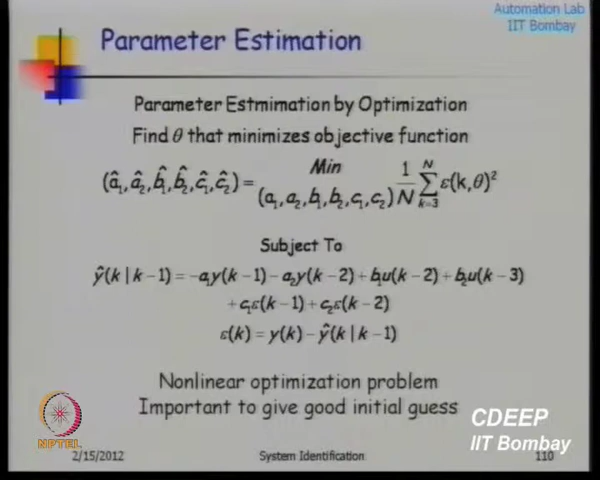 Automation Lab
IIT Bombay
Parameter Estimation
Parameter Estmimation by Optimization
Find θ that minimizes objective function
(â₁, â₂, b̂₁, b̂₂, ĉ₁, ĉ₂) = Min (a₁, a₂, b₁, b₂, c₁, c₂) 1/N Σ_{k=3}^{N} ε(k, θ)²
Subject To
ŷ(k | k − 1) = −a₁y(k − 1) − a₂y(k − 2) + b₁u(k − 2) + b₂u(k − 3)
+ c₁ε(k − 1) + c₂ε(k − 2)
ε(k) = y(k) − ŷ(k | k − 1)
Nonlinear optimization problem
Important to give good initial guess
NPTEL
CDEEP
IIT Bombay
2/15/2012
System Identification
110